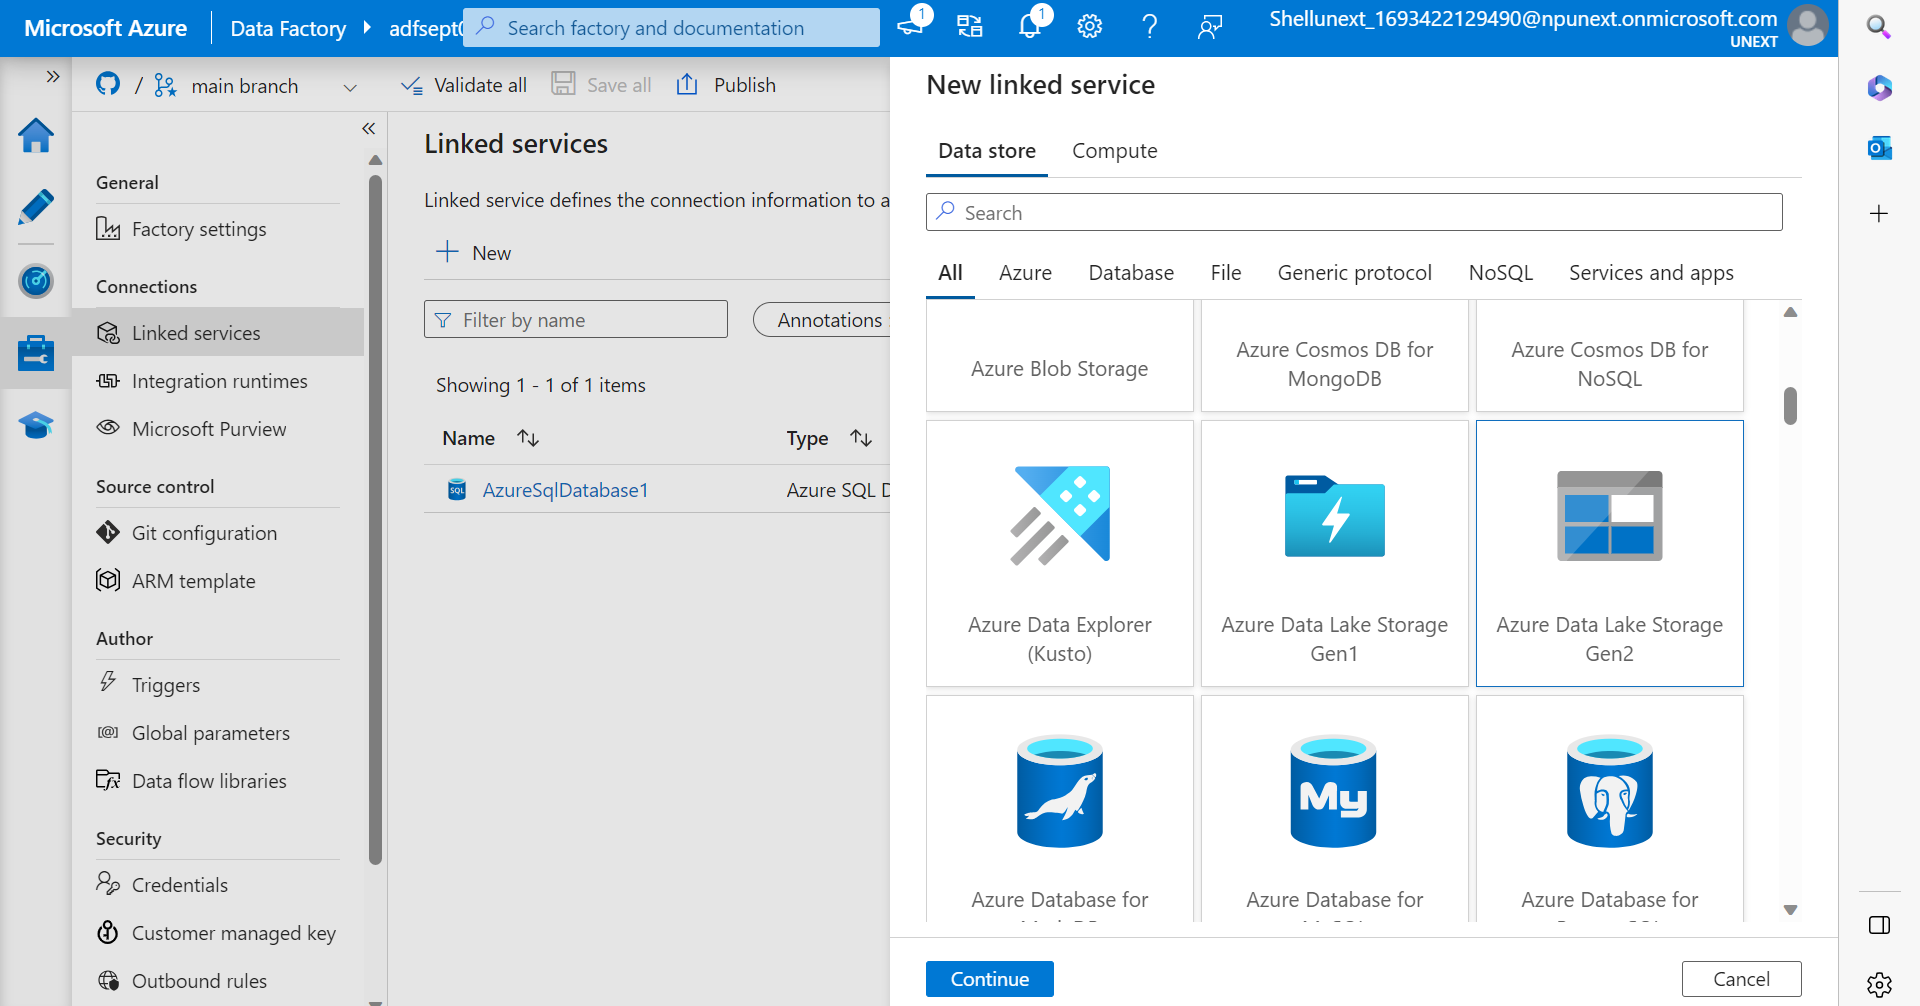 Microsoft Azure
Data Factory
adfsept0
Search factory and documentation
1
1
Shellunext_1693422129490@npunext.onmicrosoft.com
UNEXT
/ main branch
Validate all
Save all
Publish
General
Factory settings
Connections
Linked services
Integration runtimes
Microsoft Purview
Source control
Git configuration
ARM template
Author
Triggers
Global parameters
Data flow libraries
Security
Credentials
Customer managed key
Outbound rules
Linked services
Linked service defines the connection information to a
New
Filter by name
Annotations
Showing 1 - 1 of 1 items
Name
Type
SQL
AzureSqlDatabase1
Azure SQL D
New linked service
Data store
Compute
Search
All
Azure
Database
File
Generic protocol
NoSQL
Services and apps
Azure Blob Storage
Azure Cosmos DB for
MongoDB
Azure Cosmos DB for
NoSQL
Azure Data Explorer
(Kusto)
Azure Data Lake Storage
Gen1
Azure Data Lake Storage
Gen2
Azure Database for
My
Azure Database for
Azure Database for
Continue
Cancel